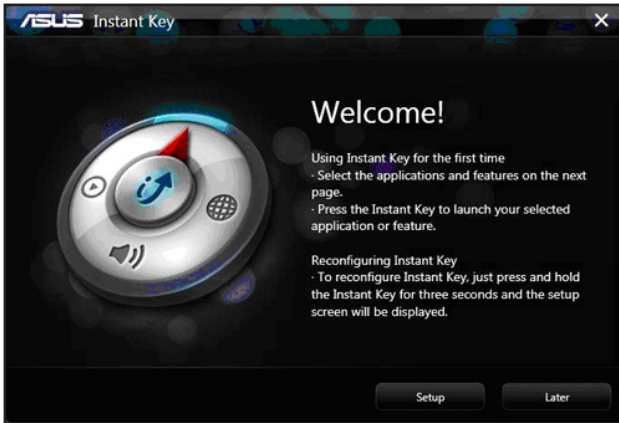 ASUS Instant Key
Welcome!
Using Instant Key for the first time
· Select the applications and features on the next
page.
· Press the Instant Key to launch your selected
application or feature.
Reconfiguring Instant Key
· To reconfigure Instant Key, just press and hold
the Instant Key for three seconds and the setup
screen will be displayed.
Setup Later